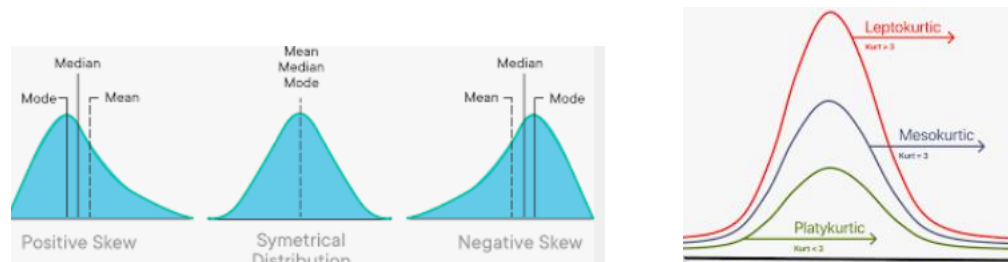 Median
Mode
Mean
Positive Skew
Mean
Median
Mode
Symetrical
Distribution
Median
Mean
Mode
Negative Skew
Leptokurtic
Kurt > 3
Mesokurtic
Kurt = 3
Platykurtic
Kurt < 3